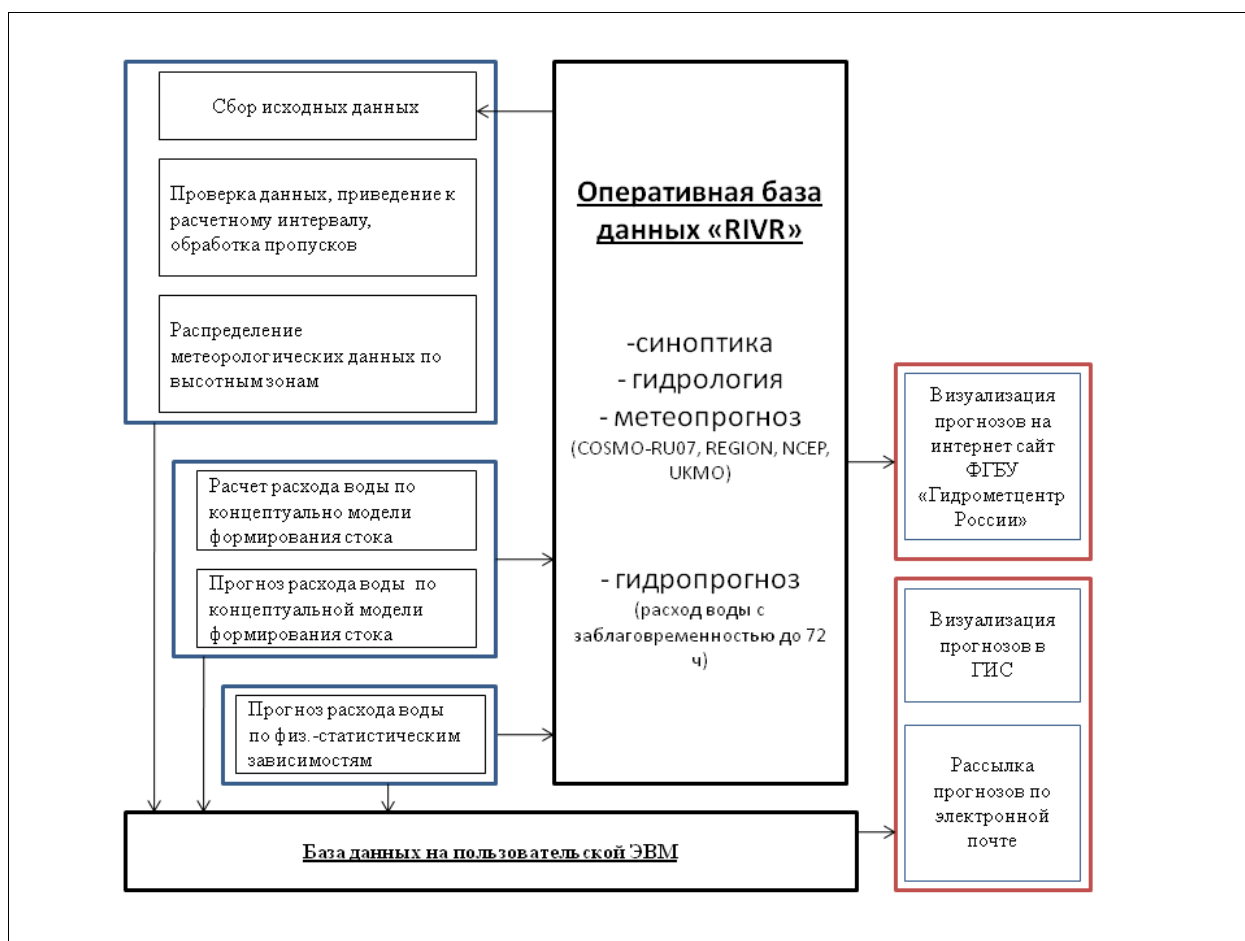 Сбор исходных данных
Проверка данных, приведение к
расчетному интервалу,
обработка пропусков
Распределение
метеорологических данных по
высотным зонам
Расчет расхода воды по
концептуально модели
формирования стока
Прогноз расхода воды по
концептуальной модели
формирования стока
Прогноз расхода воды
по физ.-статистическим
зависимостям
Оперативная база
данных «RIVR»
-синоптика
- гидрология
- метеопрогноз
(COSMO-RU07, REGION, NCEP,
UKMO)
- гидропрогноз
(расход воды с
заблаговременностью до 72
ч)
База данных на пользовательской ЭВМ
Визуализация
прогнозов на
интернет сайт
ФГБУ
«Гидрометцентр
России»
Визуализация
прогнозов в
ГИС
Рассылка
прогнозов по
электронной
почте